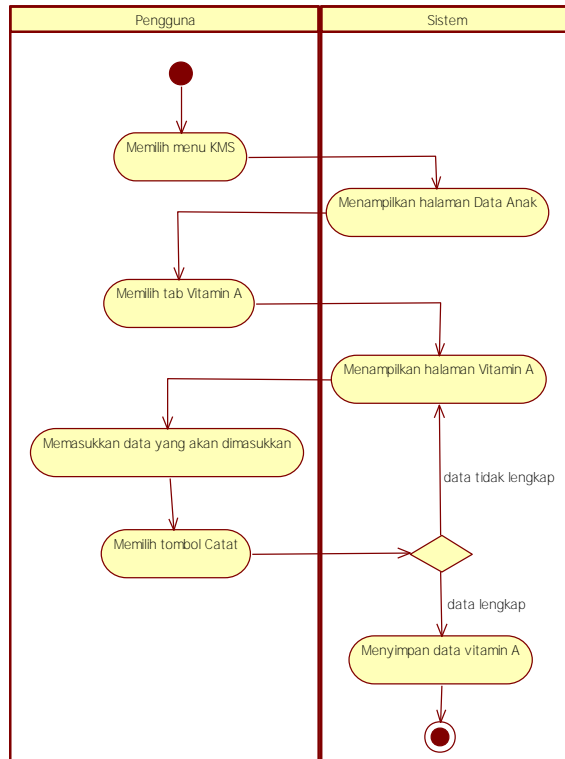 Pengguna
Sistem
Memilih menu KMS
Menampilkan halaman Data Anak
Memilih tab Vitamin A
Menampilkan halaman Vitamin A
Memasukkan data yang akan dimasukkan
data tidak lengkap
Memilih tombol Catat
data lengkap
Menyimpan data vitamin A